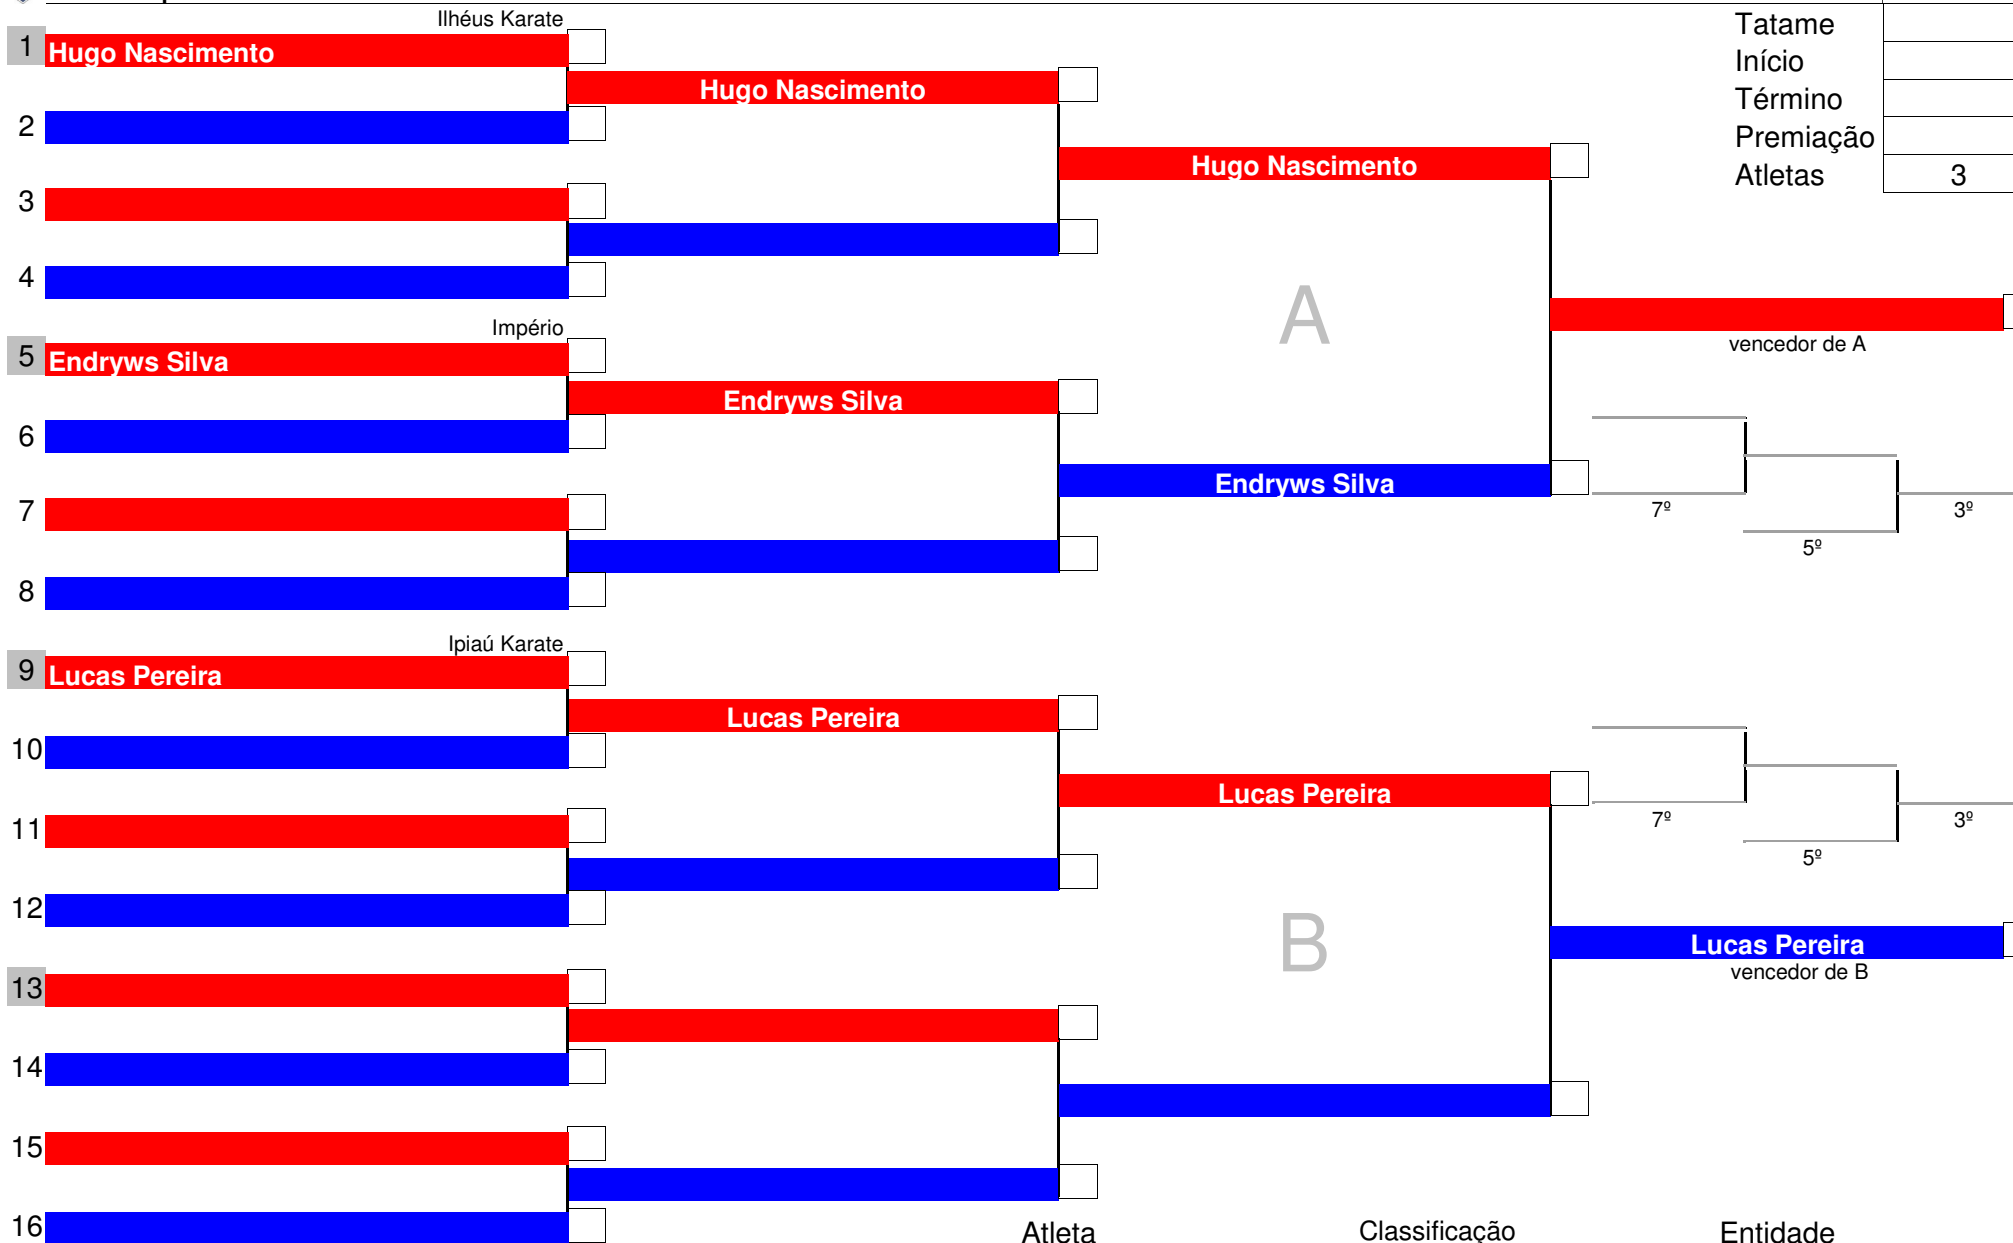 Ilhéus Karate
Tatame
1 Hugo Nascimento
Início
Hugo Nascimento
Término
2
Premiação
Hugo Nascimento
Atletas 3
3
4
A
Império
vencedor de A
5 Endryws Silva
Endryws Silva
6
Endryws Silva
7
7º 3º
5º
8
Ipiaú Karate
9 Lucas Pereira
Lucas Pereira
10
Lucas Pereira
11
7º 3º
5º
12
B
Lucas Pereira
vencedor de B
13
14
15
16
Atleta Classificação Entidade